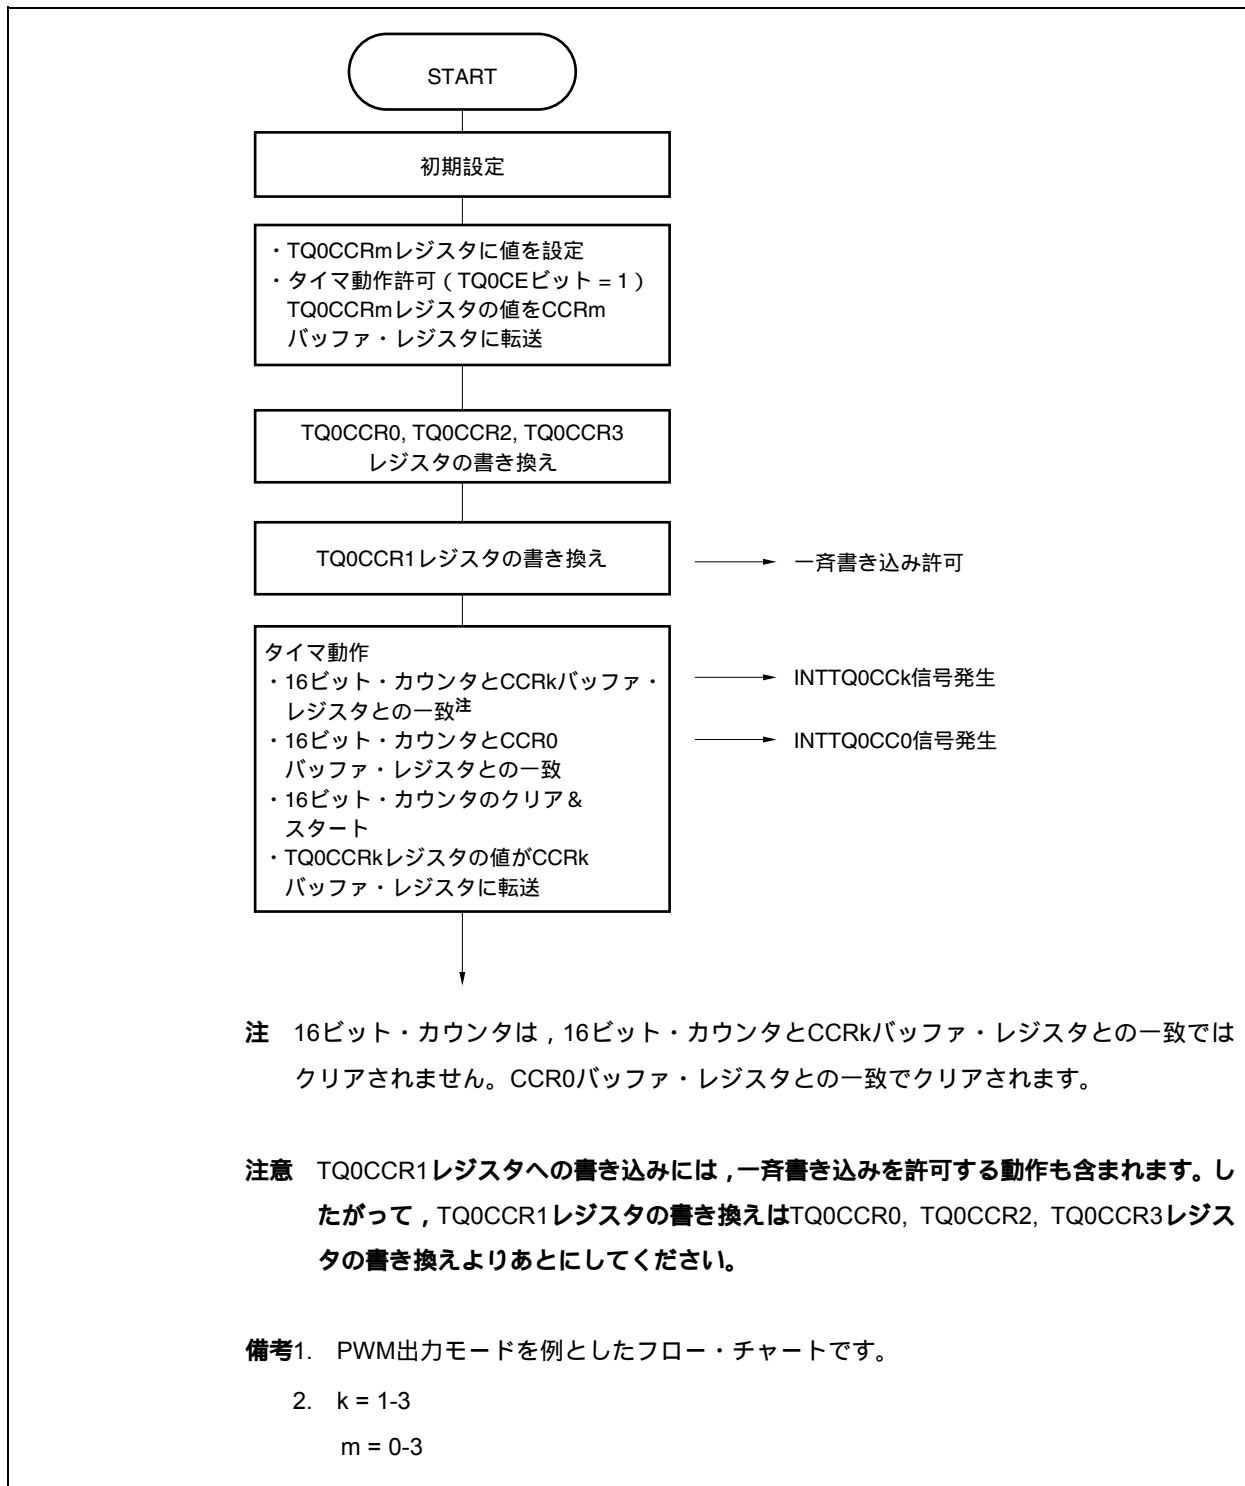 START
初期設定
・TQ0CCRmレジスタに値を設定
・タイマ動作許可（TQ0CEビット = 1）
TQ0CCRmレジスタの値をCCRm
バッファ・レジスタに転送
TQ0CCR0, TQ0CCR2, TQ0CCR3
レジスタの書き換え
TQ0CCR1レジスタの書き換え
一斉書き込み許可
タイマ動作
・16ビット・カウンタとCCRkバッファ・
レジスタとの一致注
INTTQ0CCk信号発生
・16ビット・カウンタとCCR0
バッファ・レジスタとの一致
INTTQ0CC0信号発生
・16ビット・カウンタのクリア＆
スタート
・TQ0CCRkレジスタの値がCCRk
バッファ・レジスタに転送
注 16ビット・カウンタは，16ビット・カウンタとCCRkバッファ・レジスタとの一致では
クリアされません。CCR0バッファ・レジスタとの一致でクリアされます。
注意 TQ0CCR1レジスタへの書き込みには，一斉書き込みを許可する動作も含まれます。し
たがって，TQ0CCR1レジスタの書き換えはTQ0CCR0, TQ0CCR2, TQ0CCR3レジス
タの書き換えよりあとにしてください。
備考1. PWM出力モードを例としたフロー・チャートです。
2. k = 1-3
m = 0-3